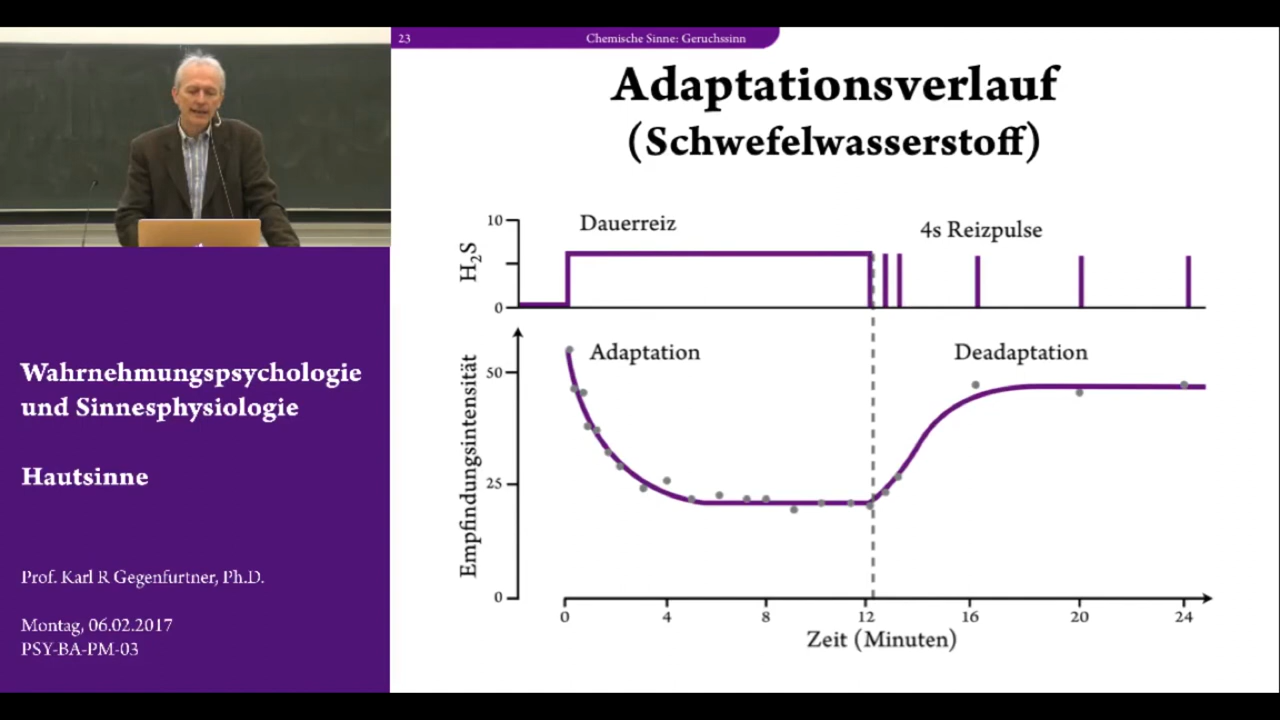 23
Chemische Sinne: Geruchssinn
Adaptationsverlauf
(Schwefelwasserstoff)
Dauerreiz
4s Reizpulse
10
0
H₂S
Adaptation
Deadaptation
50
25
0
Empfindungsintensität
0 4 8 12 16 20 24
Zeit (Minuten)
Wahrnehmungspsychologie
und Sinnesphysiologie
Hautsinne
Prof. Karl R Gegenfurtner, Ph.D.
Montag, 06.02.2017
PSY-BA-PM-03